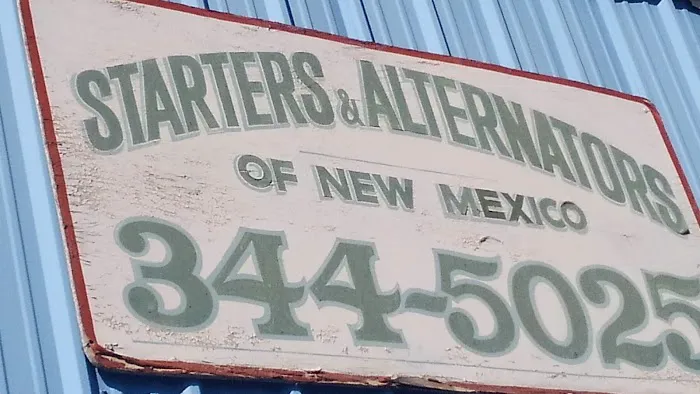 STARTERS & ALTERNATORS
OF NEW MEXICO
344-5025